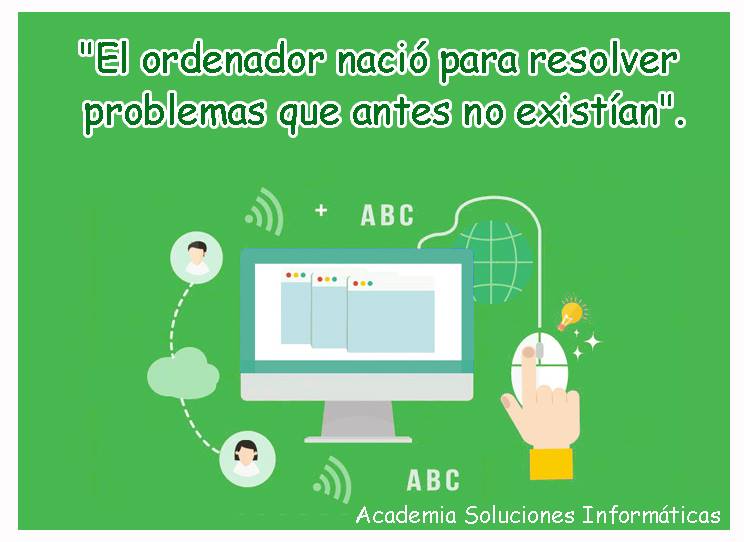 "El ordenador nació para resolver
problemas que antes no existían".
+ ABC
ABC
Academia Soluciones Informáticas